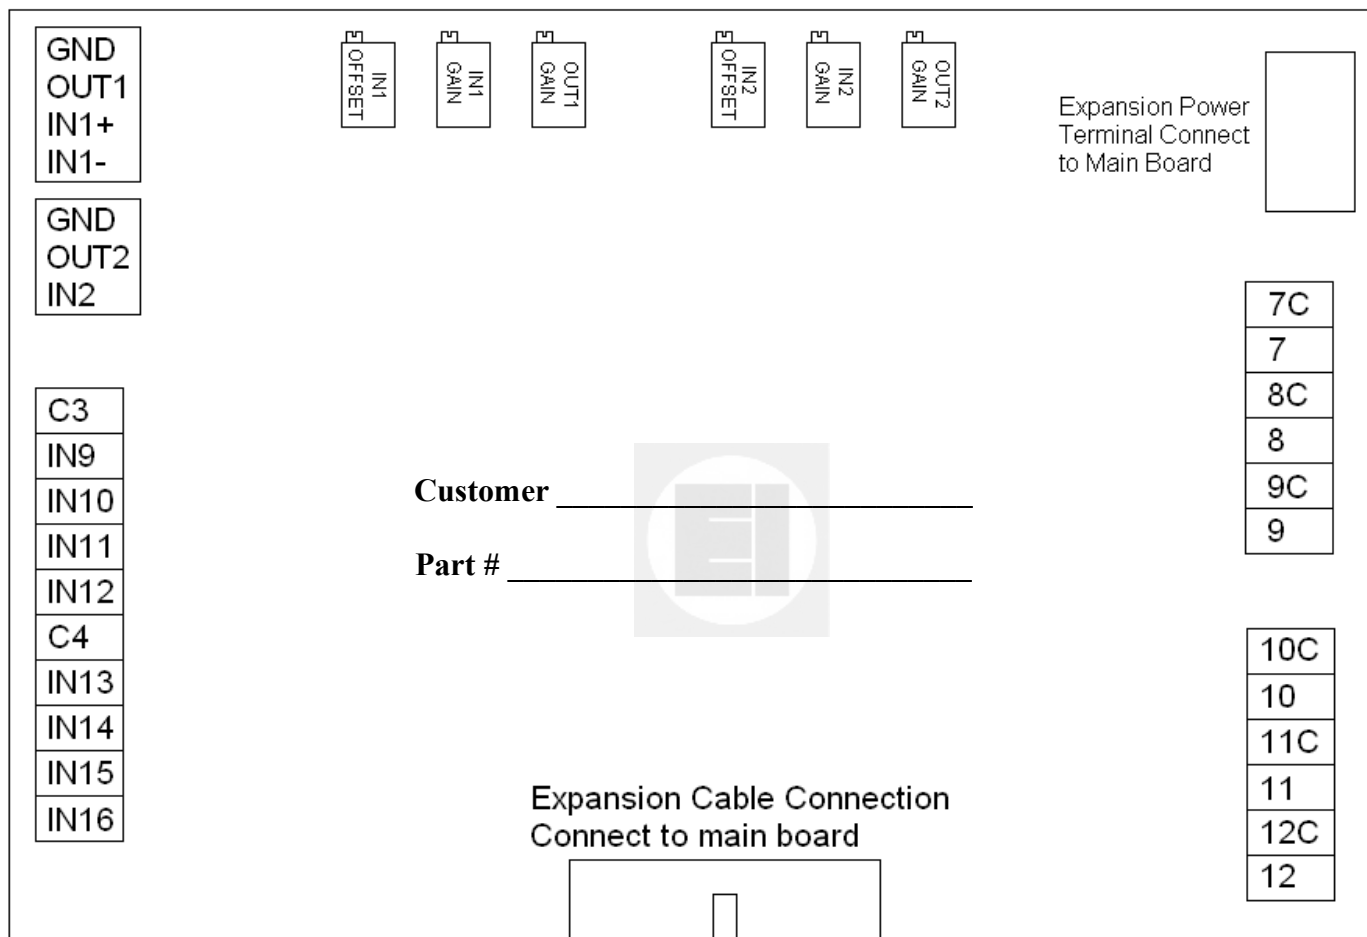 GND
OUT1
IN1+
IN1-
GND
OUT2
IN2
IN1
OFFSET
IN1
GAIN
OUT1
GAIN
IN2
OFFSET
IN2
GAIN
OUT2
GAIN
Expansion Power
Terminal Connect
to Main Board
C3
IN9
IN10
IN11
IN12
C4
IN13
IN14
IN15
IN16
Customer
Part #
EI
7C
7
8C
8
9C
9
10C
10
11C
11
12C
12
Expansion Cable Connection
Connect to main board